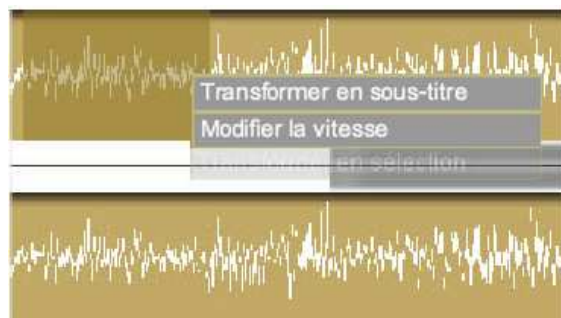 Transformer en sous-titre
Modifier la vitesse
en sélection